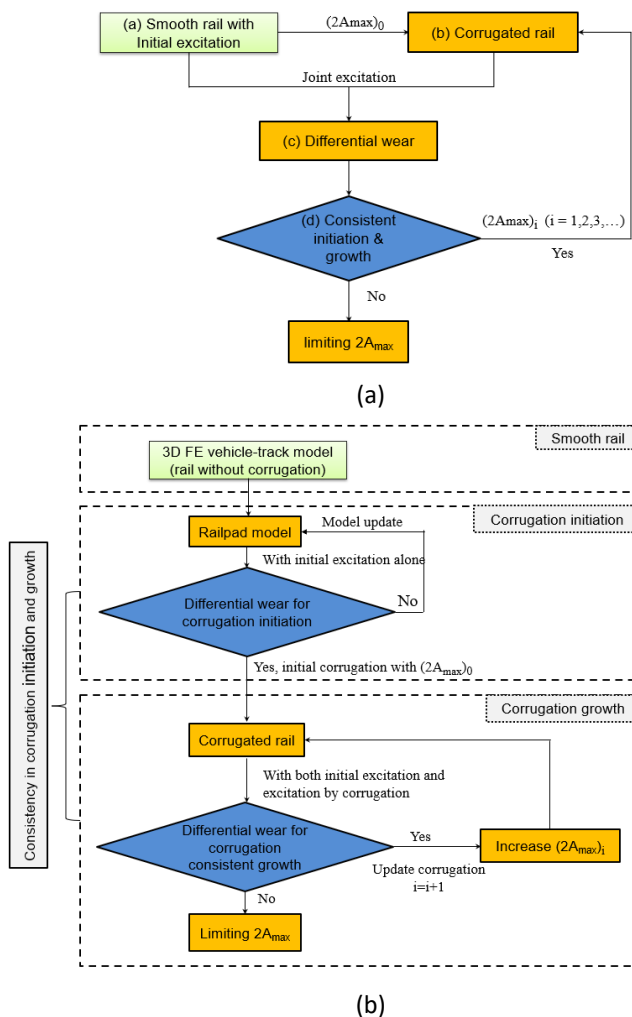 (a) Smooth rail with
Initial excitation
(2Amax)0
(b) Corrugated rail
Joint excitation
(c) Differential wear
(d) Consistent
initiation &
growth
(2Amax)i (i = 1,2,3,…)
Yes
No
limiting 2Amax
(a)
Smooth rail
3D FE vehicle-track model
(rail without corrugation)
Corrugation initiation
Railpad model
Model update
With initial excitation alone
Differential wear for
corrugation initiation
No
Yes, initial corrugation with (2Amax)0
Consistency in corrugation initiation and growth
Corrugation growth
Corrugated rail
With both initial excitation and
excitation by corrugation
Differential wear for
corrugation
consistent growth
Yes
Update corrugation
i=i+1
Increase (2Amax)i
No
Limiting 2Amax
(b)